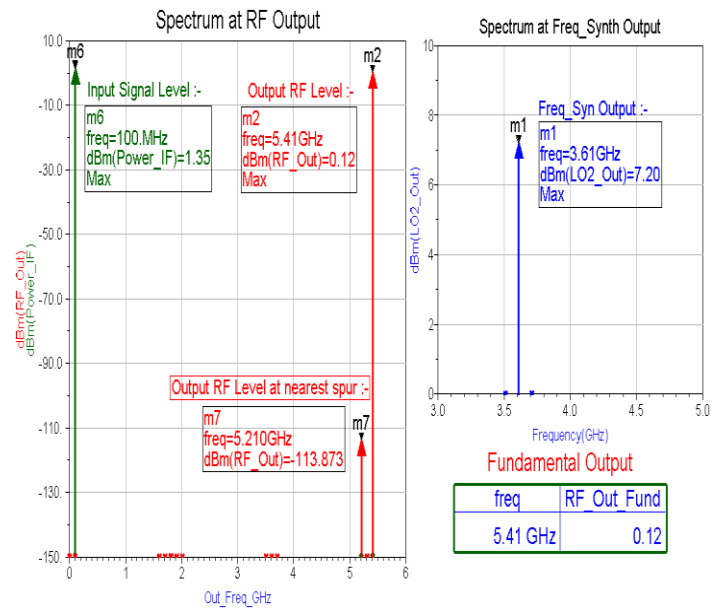 Spectrum at RF Output
10.0
-10.0
-30.0
-50.0
-70.0
-90.0
-110.
-130.
-150.
dBm(RF_Out)
dBm(Power_IF)
m6
Input Signal Level :-
m6
freq=100.MHz
dBm(Power_IF)=1.35
Max
m2
Output RF Level :-
m2
freq=5.41GHz
dBm(RF_Out)=0.12
Max
Output RF Level at nearest spur :-
m7
freq=5.210GHz
dBm(RF_Out)=-113.873
m7
0 1 2 3 4 5 6
Out_Freq_GHz
Spectrum at Freq_Synth Output
10
8
6
4
2
0
dBm(LO2_Out)
m1
Freq_Syn Output :-
m1
freq=3.61GHz
dBm(LO2_Out)=7.20
Max
3.0 3.5 4.0 4.5 5.0
Frequency(GHz)
Fundamental Output
freq RF_Out_Fund
5.41 GHz 0.12